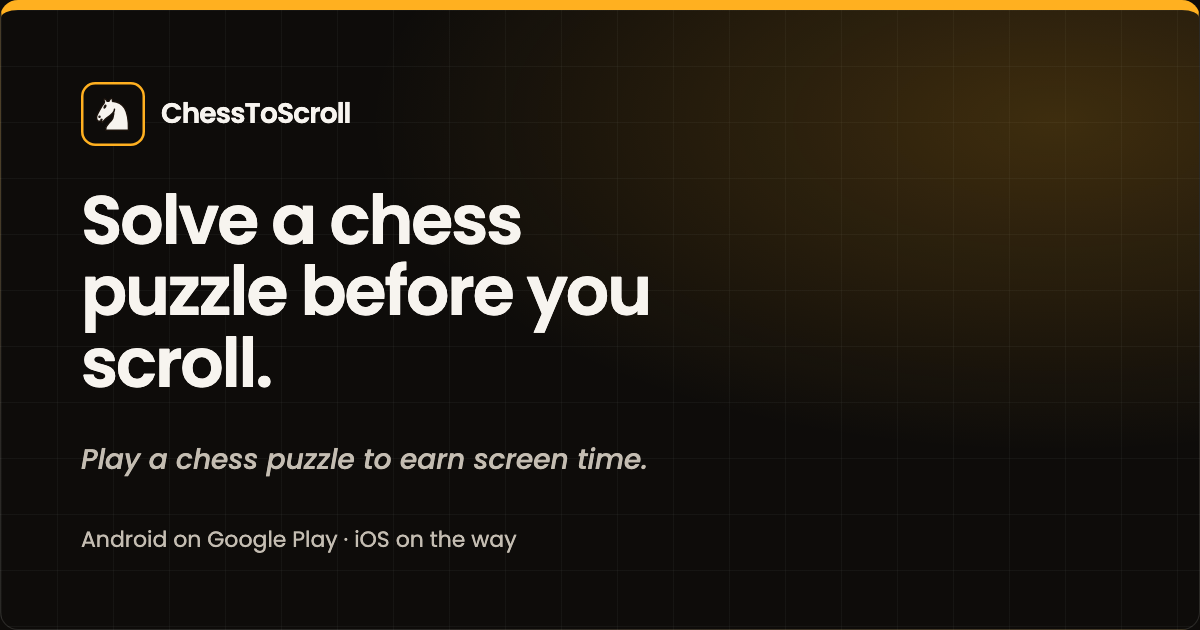 ChessToScroll
Solve a chess
puzzle before you
scroll.
Play a chess puzzle to earn screen time.
Android on Google Play · iOS on the way